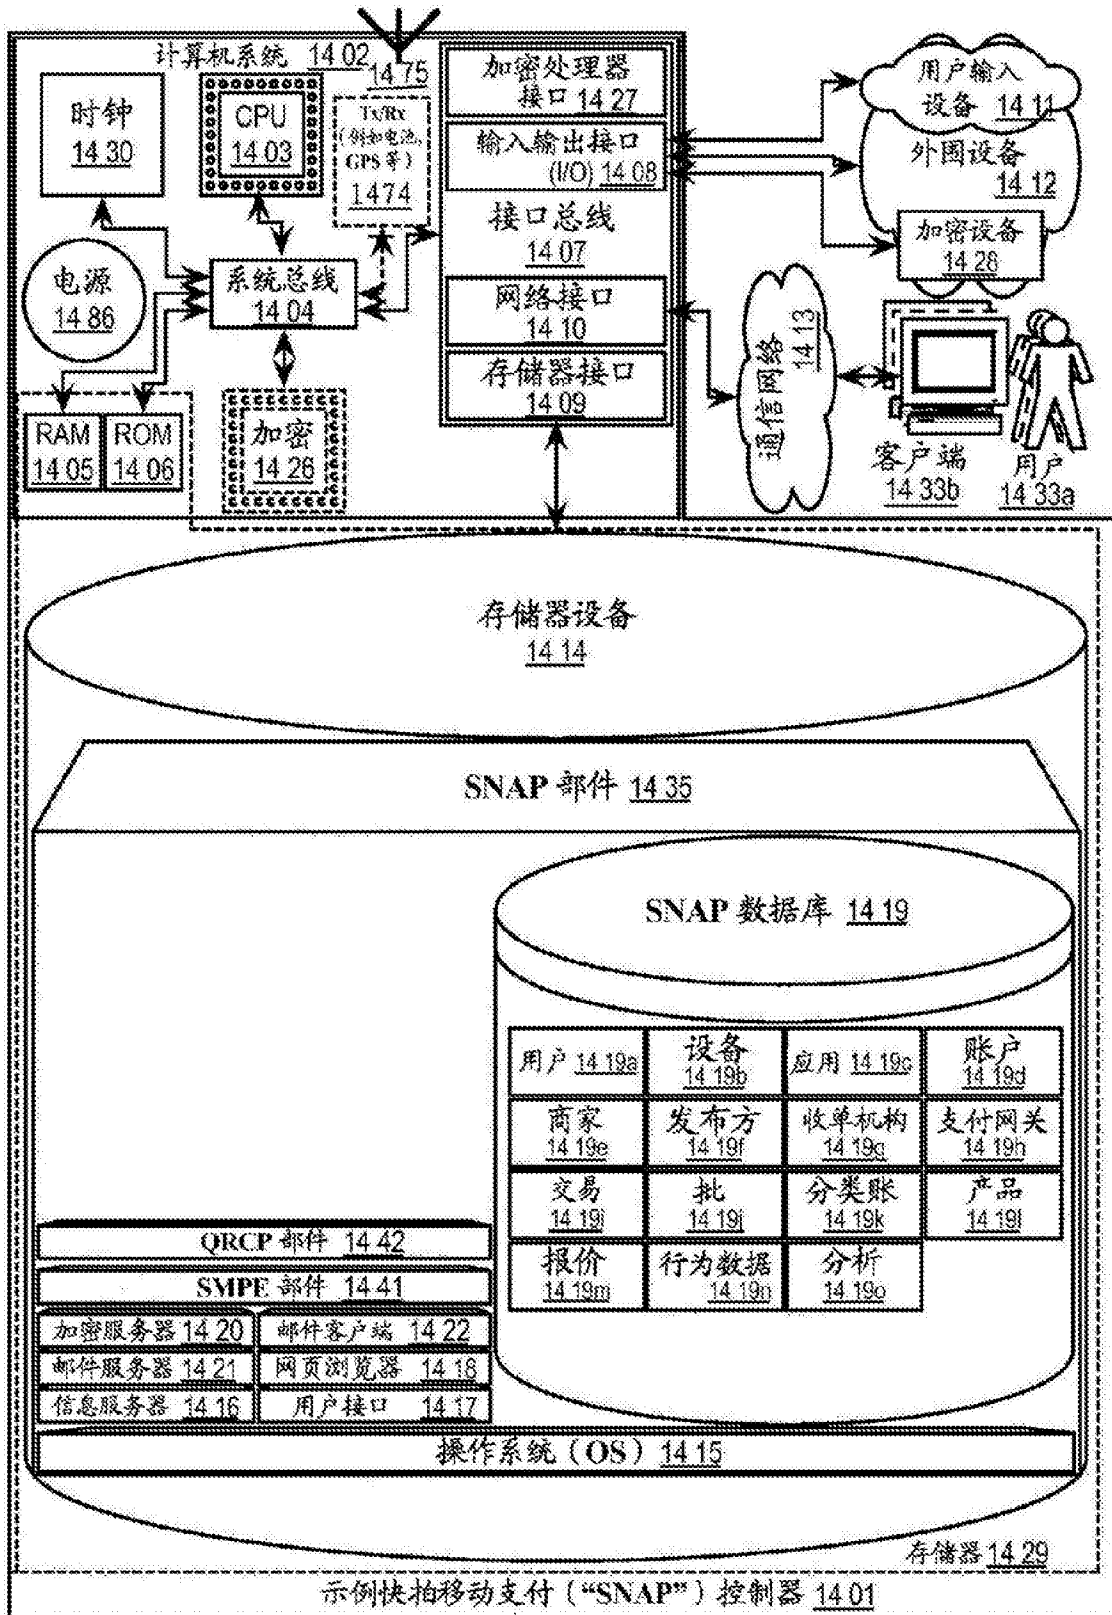 计算机系统 1402
1475
时钟
1430
CPU
1403
Tx/Rx
(例如电池,
GPS等)
1474
加密处理器
接口 1427
输入输出接口
(I/O) 1408
接口总线
1407
网络接口
1410
存储器接口
1409
用户输入
设备 1411
外围设备
1412
加密设备
1428
电源
1486
系统总线
1404
RAM
1405
ROM
1406
加密
1426
通信网络
1413
客户端
1433b
用户
1433a
存储器设备
1414
SNAP 部件 1435
SNAP 数据库 1419
用户 1419a
设备
1419b
应用 1419c
账户
1419d
商家
1419e
发布方
1419f
收单机构
1419g
支付网关
1419h
交易
1419i
批
1419j
分类账
1419k
产品
1419l
报价
1419m
行为数据
1419n
分析
1419o
QRCP 部件 1442
SMPE 部件 1441
加密服务器 1420
邮件客户端 1422
邮件服务器 1421
网页浏览器 1418
信息服务器 1416
用户接口 1417
操作系统(OS) 1415
存储器 1429
示例快拍移动支付(“SNAP”)控制器 1401